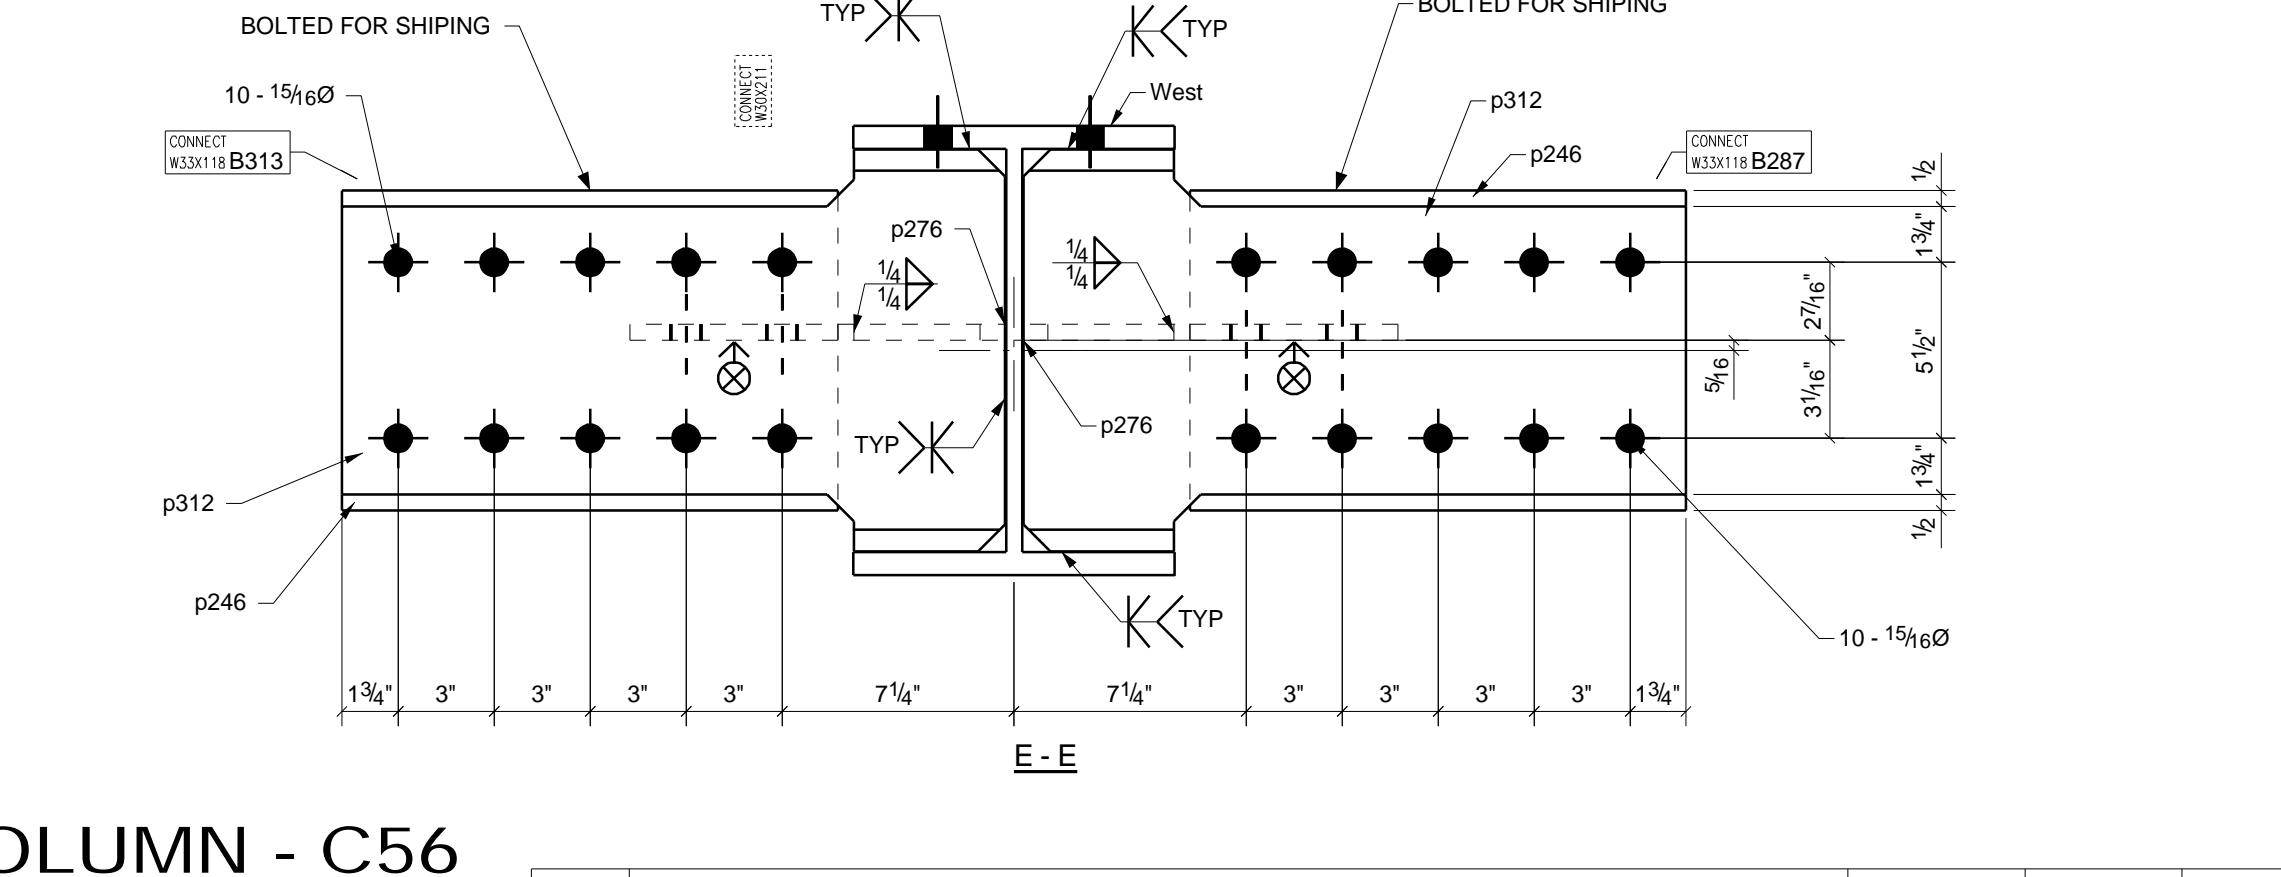 BOLTED FOR SHIPING
TYP
TYP
BOLTED FOR SHIPING
10 - 15/16Ø
CONNECT
W30X211
West
p312
CONNECT
W33X118 B313
p246
CONNECT
W33X118 B287
1/2
1 3/4"
p276
1/4
1/4
1/4
1/4
2 7/16"
5 1/2"
5/16
3 1/16"
TYP
p276
1 3/4"
p312
1/2
p246
TYP
10 - 15/16Ø
1 3/4" 3" 3" 3" 3" 7 1/4" 7 1/4" 3" 3" 3" 3" 1 3/4"
E - E
OLUMN - C56